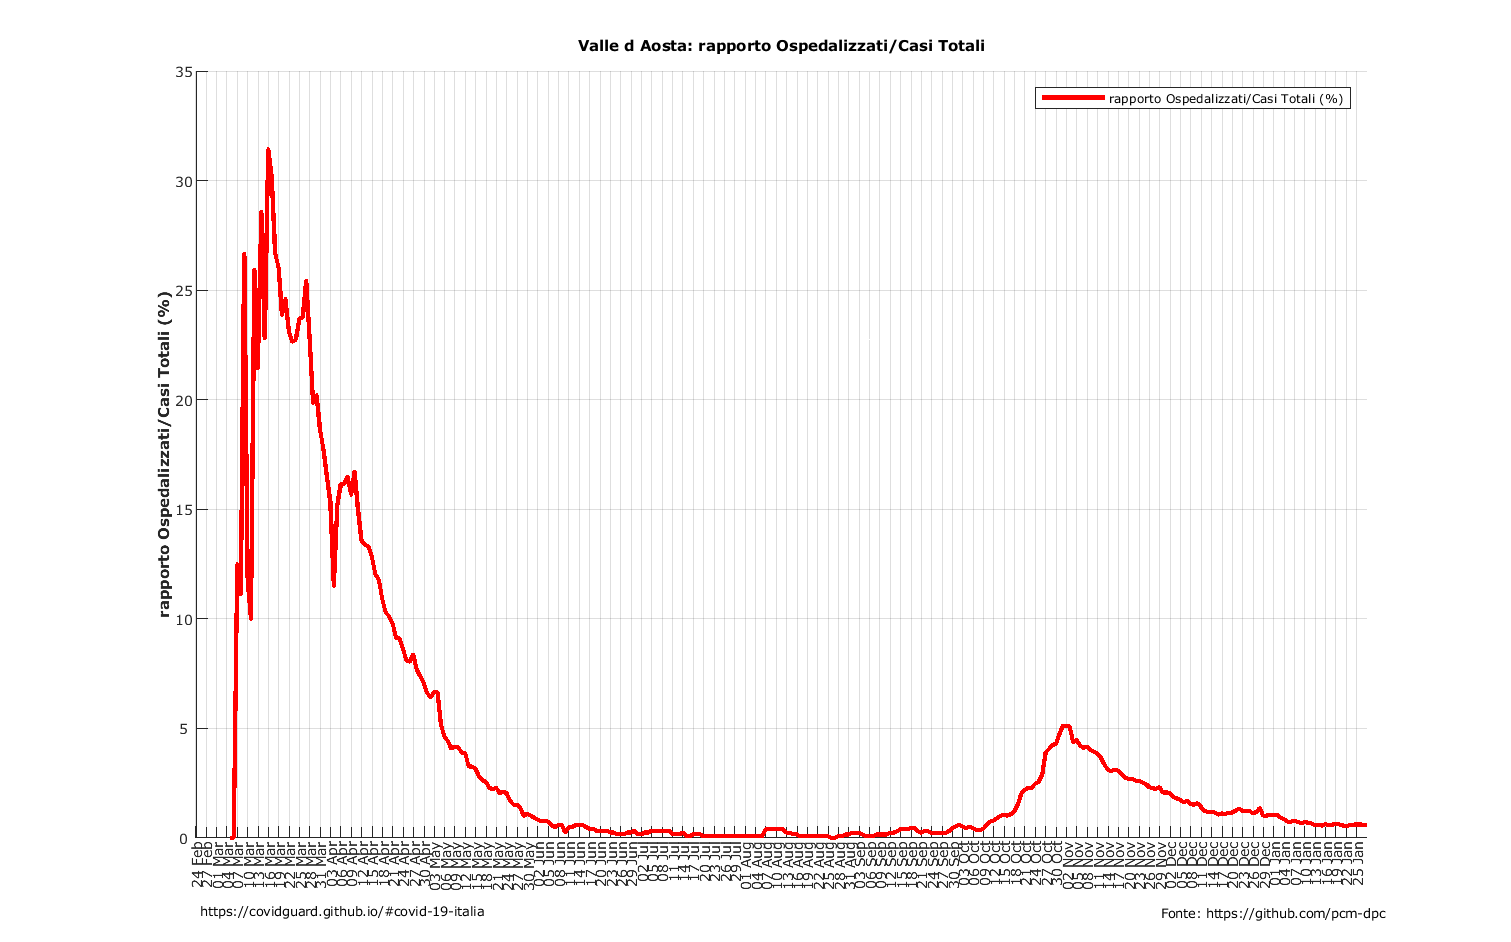 Valle d Aosta: rapporto Ospedalizzati/Casi Totali
rapporto Ospedalizzati/Casi Totali (%)
rapporto Ospedalizzati/Casi Totali (%)
35
30
25
20
15
10
5
0
24 Feb
27 Feb
01 Mar
04 Mar
07 Mar
10 Mar
13 Mar
16 Mar
19 Mar
22 Mar
25 Mar
28 Mar
31 Mar
03 Apr
06 Apr
09 Apr
12 Apr
15 Apr
18 Apr
21 Apr
24 Apr
27 Apr
30 Apr
03 May
06 May
09 May
12 May
15 May
18 May
21 May
24 May
27 May
30 May
02 Jun
05 Jun
08 Jun
11 Jun
14 Jun
17 Jun
20 Jun
23 Jun
26 Jun
29 Jun
02 Jul
05 Jul
08 Jul
11 Jul
14 Jul
17 Jul
20 Jul
23 Jul
26 Jul
29 Jul
01 Aug
04 Aug
07 Aug
10 Aug
13 Aug
16 Aug
19 Aug
22 Aug
25 Aug
28 Aug
31 Aug
03 Sep
06 Sep
09 Sep
12 Sep
15 Sep
18 Sep
21 Sep
24 Sep
27 Sep
30 Sep
03 Oct
06 Oct
09 Oct
12 Oct
15 Oct
18 Oct
21 Oct
24 Oct
27 Oct
30 Oct
02 Nov
05 Nov
08 Nov
11 Nov
14 Nov
17 Nov
20 Nov
23 Nov
26 Nov
29 Nov
02 Dec
05 Dec
08 Dec
11 Dec
14 Dec
17 Dec
20 Dec
23 Dec
26 Dec
29 Dec
01 Jan
04 Jan
07 Jan
10 Jan
13 Jan
16 Jan
19 Jan
22 Jan
25 Jan
https://covidguard.github.io/#covid-19-italia
Fonte: https://github.com/pcm-dpc